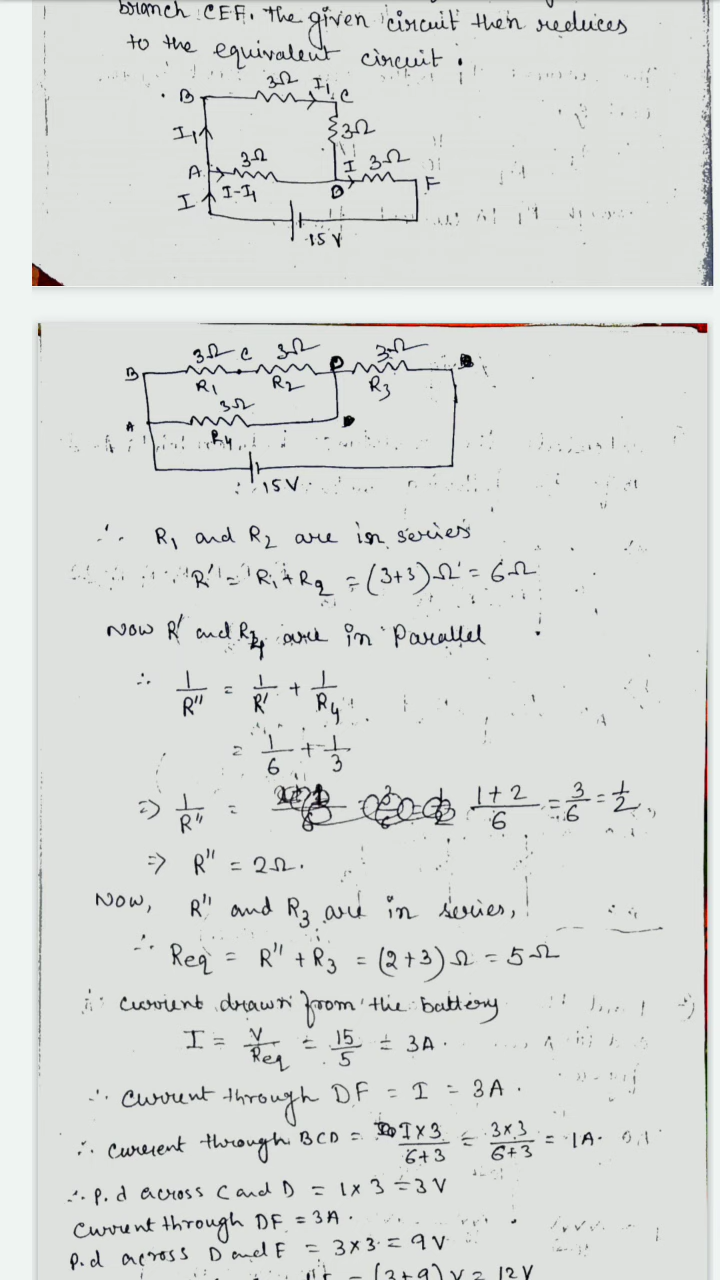 branch CEF. The given circuit then reduces
to the equivalent circuit.
3Ω I₁
B C
I₁ 3Ω
3Ω I 3Ω
A D F
I I-I₁
15 V
3Ω C 3Ω D 3Ω
B R₁ R₂ R₃
3Ω
A R₄
15V
∴ R₁ and R₂ are in series
R' = R₁ + R₂ = (3+3) Ω = 6Ω
Now R' and R₄ are in Parallel
∴ 1/R" = 1/R' + 1/R₄
= 1/6 + 1/3
=> 1/R" = 1+2/6 = 3/6 = 1/2
=> R" = 2Ω.
Now, R" and R₃ are in series,
∴ Req = R" + R₃ = (2+3) Ω = 5Ω
∴ current drawn from the battery
I = V/Req = 15/5 = 3A.
∴ Current through DF = I = 3A.
∴ Current through BCD = I×3/6+3 = 3×3/6+3 = 1A.
∴ P.d across C and D = 1×3 = 3V
Current through DF = 3A.
P.d across D and F = 3×3 = 9V
= (3+9) V = 12V